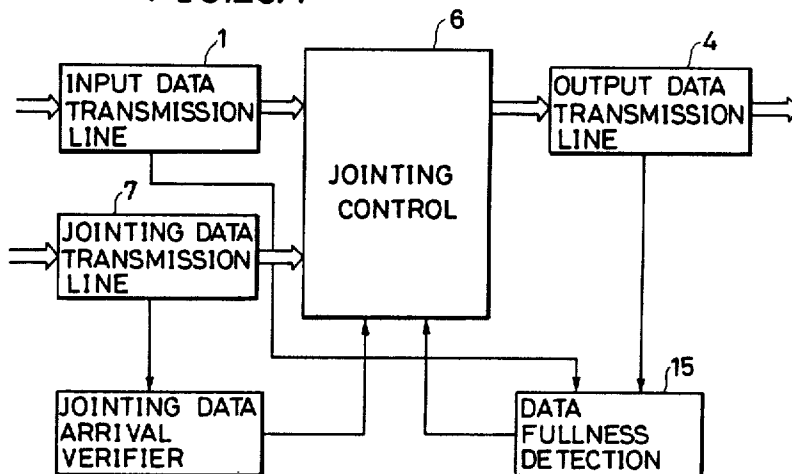 1
6
4
INPUT DATA
TRANSMISSION
LINE
OUTPUT DATA
TRANSMISSION
LINE
JOINTING
CONTROL
7
JOINTING DATA
TRANSMISSION
LINE
15
JOINTING DATA
ARRIVAL
VERIFIER
DATA
FULLNESS
DETECTION